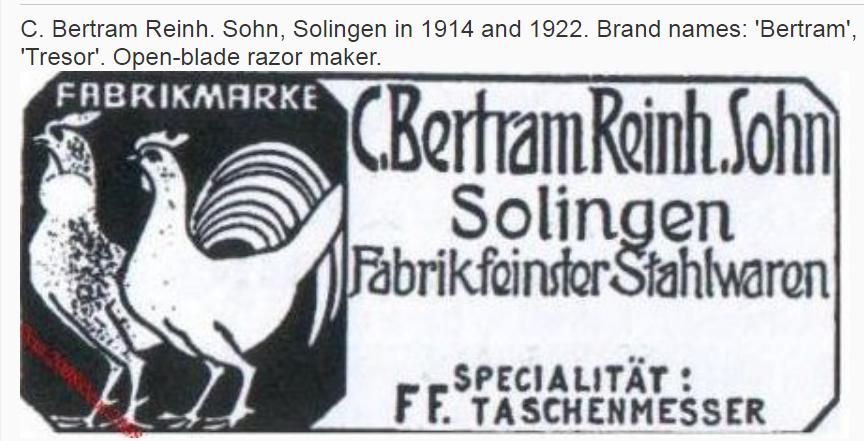 C. Bertram Reinh. Sohn, Solingen in 1914 and 1922. Brand names: 'Bertram',
'Tresor'. Open-blade razor maker.
FABRIKMARKE
C. Bertram Reinh. Sohn
Solingen
Fabrik feinster Stahlwaren
SPECIALITÄT:
FF. TASCHENMESSER